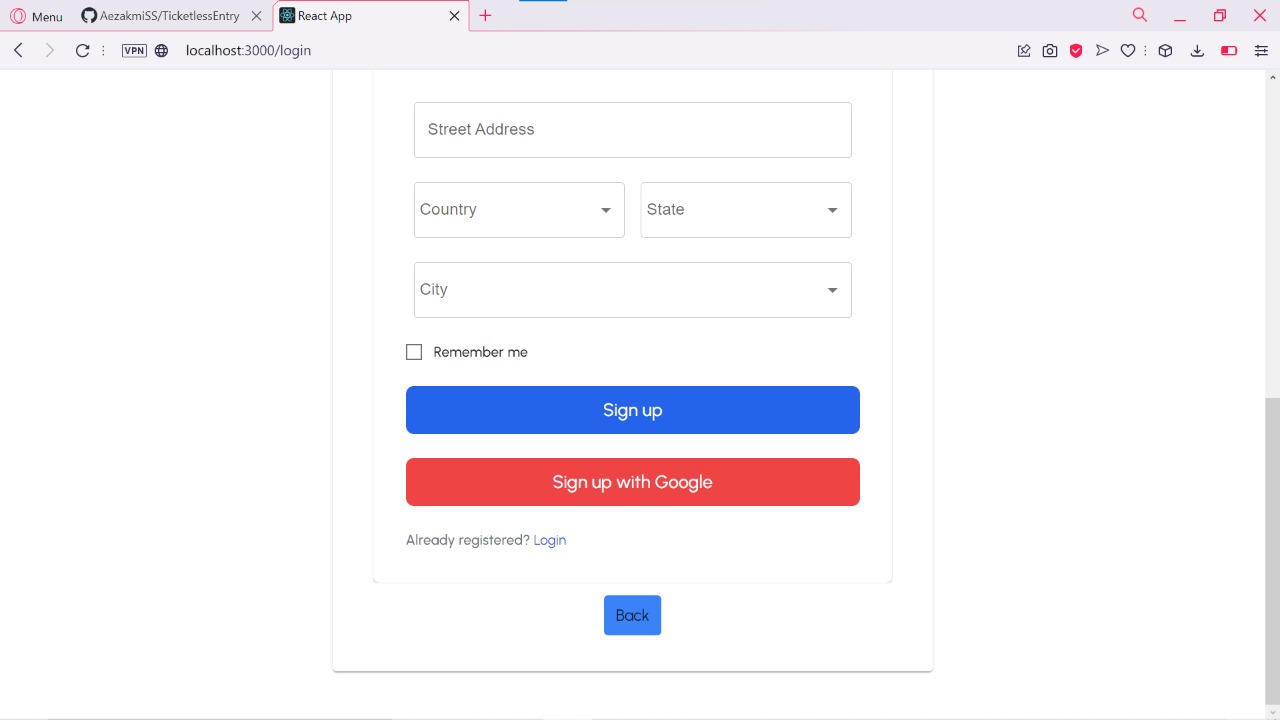 Menu AezakmiSS/TicketlessEntry React App
VPN localhost:3000/login
Street Address
Country State
City
Remember me
Sign up
Sign up with Google
Already registered? Login
Back